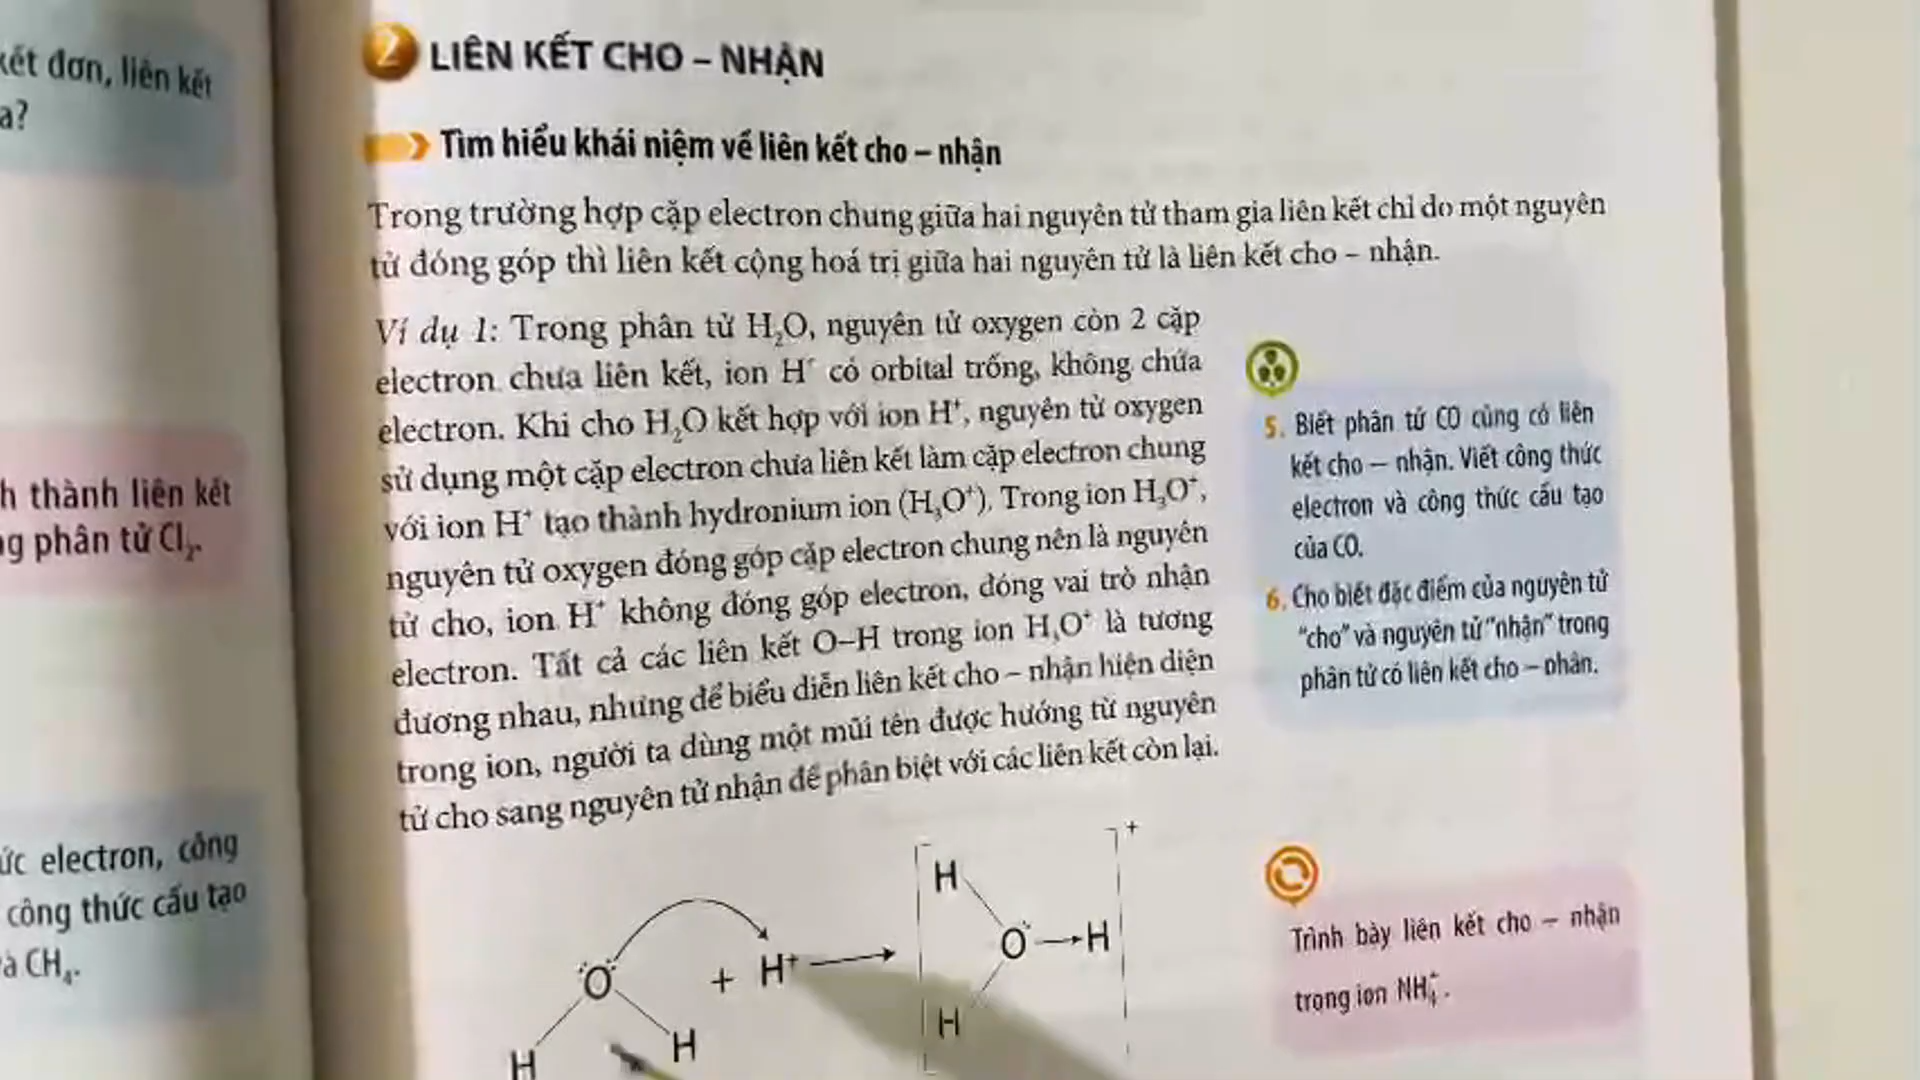 kết đơn, liên kết
a?
h thành liên kết
ng phân tử Cl₂.
ức electron, công
công thức cấu tạo
à CH₄.
2 LIÊN KẾT CHO – NHẬN
Tìm hiểu khái niệm về liên kết cho – nhận
Trong trường hợp cặp electron chung giữa hai nguyên tử tham gia liên kết chỉ do một nguyên
tử đóng góp thì liên kết cộng hoá trị giữa hai nguyên tử là liên kết cho – nhận.
Ví dụ 1: Trong phân tử H₂O, nguyên tử oxygen còn 2 cặp
electron chưa liên kết, ion H⁺ có orbital trống, không chứa
electron. Khi cho H₂O kết hợp với ion H⁺, nguyên tử oxygen
sử dụng một cặp electron chưa liên kết làm cặp electron chung
với ion H⁺ tạo thành hydronium ion (H₃O⁺). Trong ion H₃O⁺,
nguyên tử oxygen đóng góp cặp electron chung nên là nguyên
tử cho, ion H⁺ không đóng góp electron, đóng vai trò nhận
electron. Tất cả các liên kết O–H trong ion H₃O⁺ là tương
đương nhau, nhưng để biểu diễn liên kết cho – nhận hiện diện
trong ion, người ta dùng một mũi tên được hướng từ nguyên
tử cho sang nguyên tử nhận để phân biệt với các liên kết còn lại.
5. Biết phân tử CO cũng có liên
kết cho – nhận. Viết công thức
electron và công thức cấu tạo
của CO.
6. Cho biết đặc điểm của nguyên tử
"cho" và nguyên tử "nhận" trong
phân tử có liên kết cho – nhận.
Trình bày liên kết cho – nhận
trong ion NH₄⁺.
O
H
H
+ H⁺
H
O → H
H
+